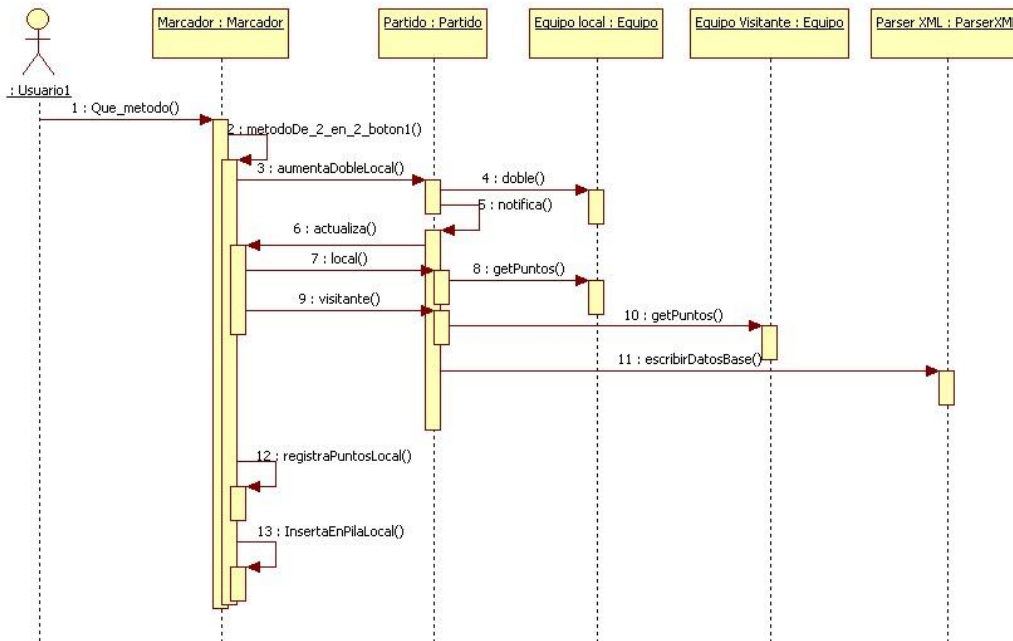 Marcador : Marcador
Partido : Partido
Equipo local : Equipo
Equipo Visitante : Equipo
Parser XML : ParserXML
: Usuario1
1 : Que_metodo()
2 : metodoDe_2_en_2_boton1()
3 : aumentaDobleLocal()
4 : doble()
5 : notifica()
6 : actualiza()
7 : local()
8 : getPuntos()
9 : visitante()
10 : getPuntos()
11 : escribirDatosBase()
12 : registraPuntosLocal()
13 : InsertaEnPilaLocal()